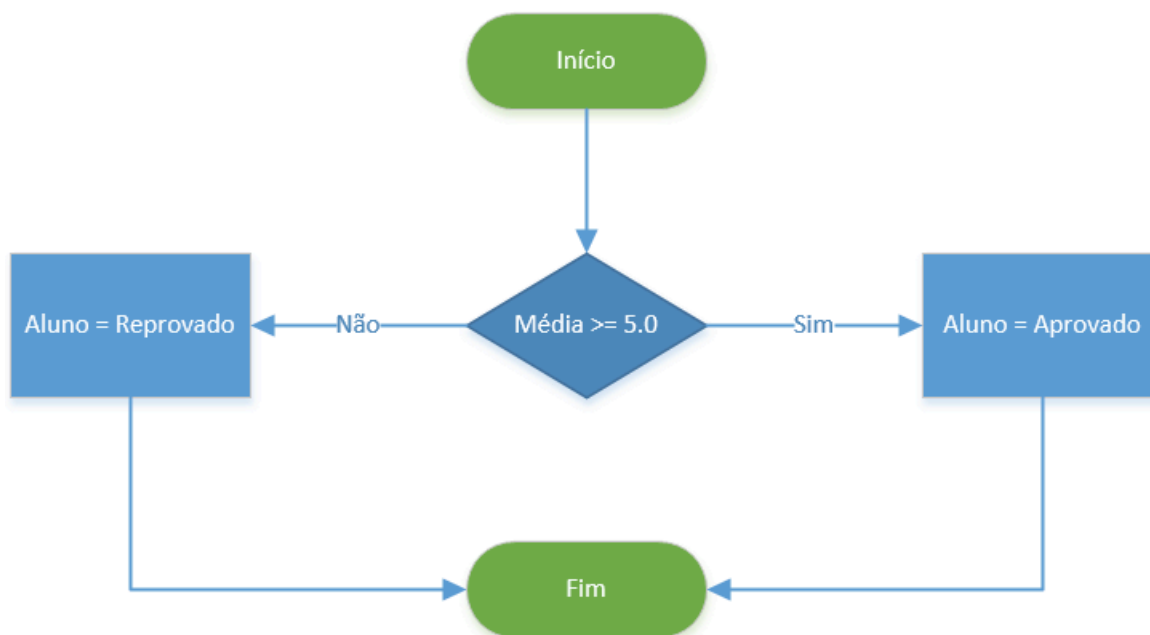 Início
Aluno = Reprovado
Não
Média >= 5.0
Sim
Aluno = Aprovado
Fim